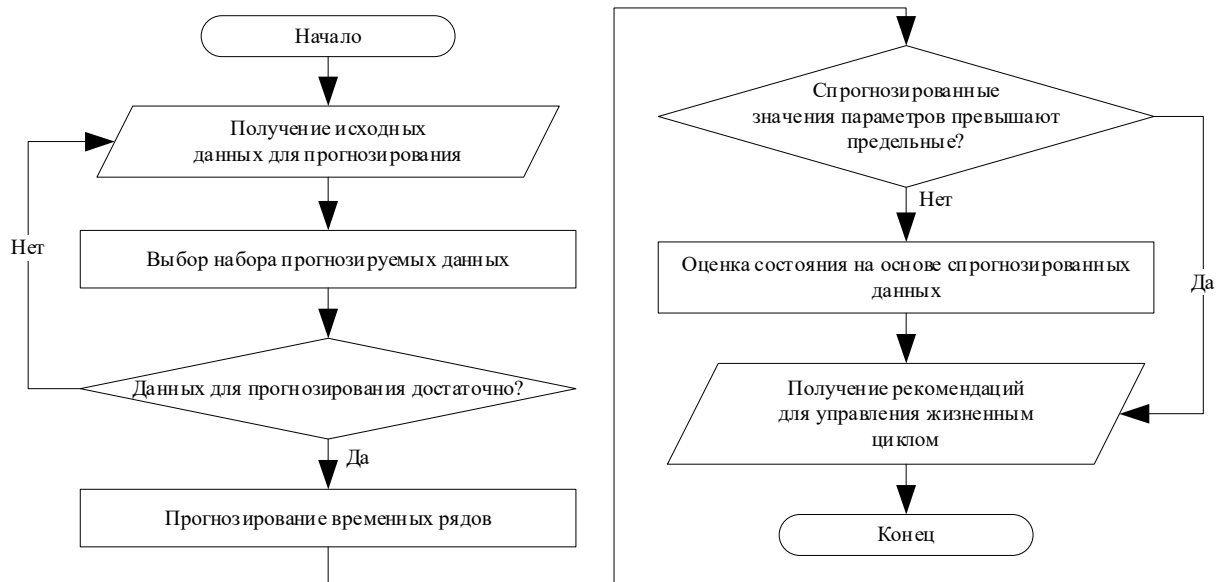 Начало
Получение исходных
данных для прогнозирования
Выбор набора прогнозируемых данных
Нет
Данных для прогнозирования достаточно?
Да
Прогнозирование временных рядов
Спрогнозированные
значения параметров превышают
предельные?
Нет
Оценка состояния на основе спрогнозированных
данных
Да
Получение рекомендаций
для управления жизненным
циклом
Конец